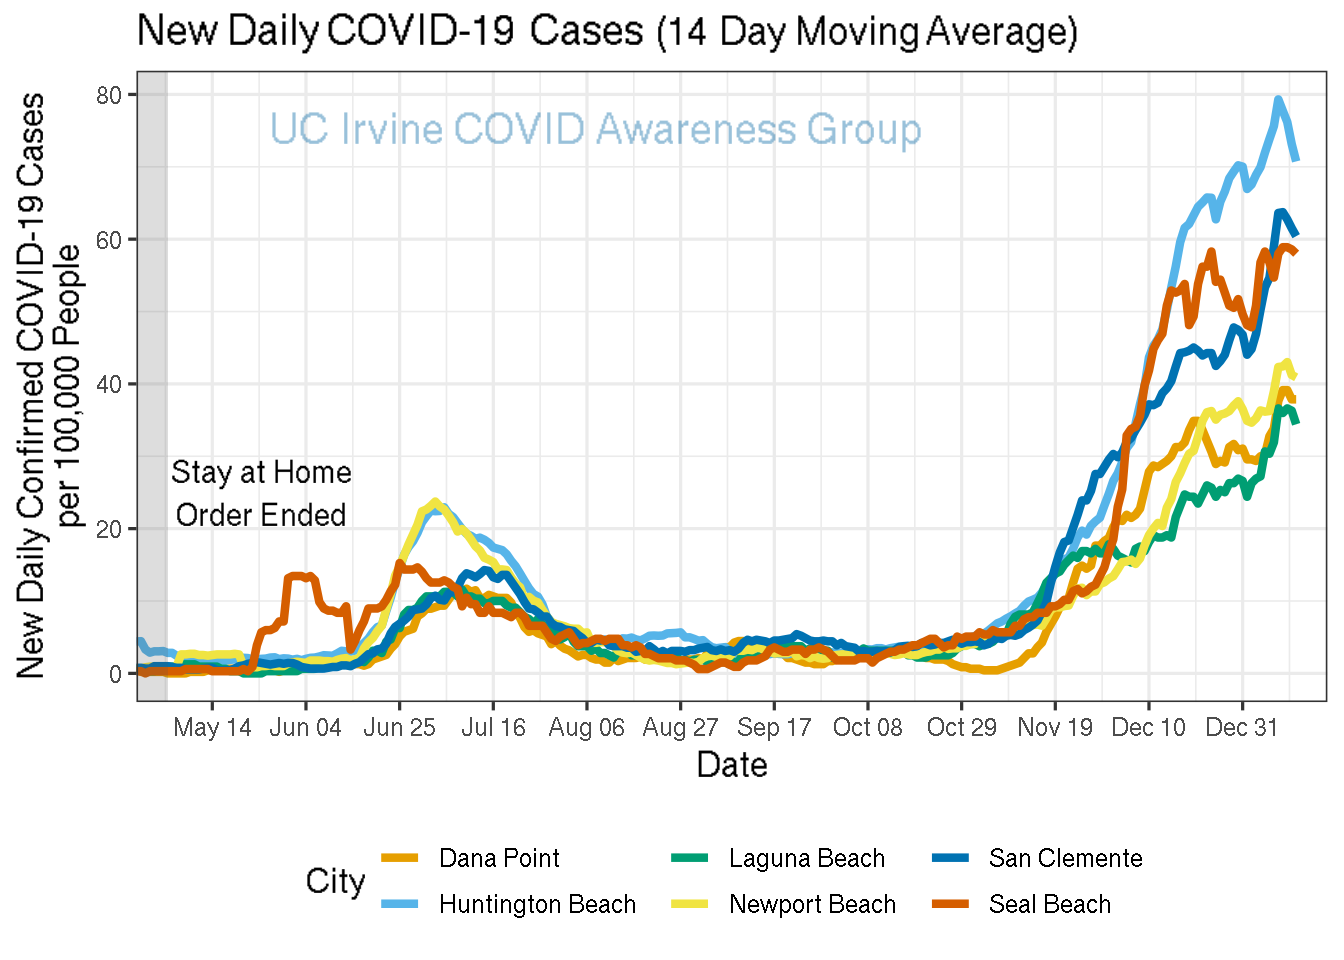 New Daily COVID-19 Cases (14 Day Moving Average)
UC Irvine COVID Awareness Group
New Daily Confirmed COVID-19 Cases
per 100,000 People
80
60
40
20
0
Stay at Home
Order Ended
May 14 Jun 04 Jun 25 Jul 16 Aug 06 Aug 27 Sep 17 Oct 08 Oct 29 Nov 19 Dec 10 Dec 31
Date
City
Dana Point Laguna Beach San Clemente
Huntington Beach Newport Beach Seal Beach